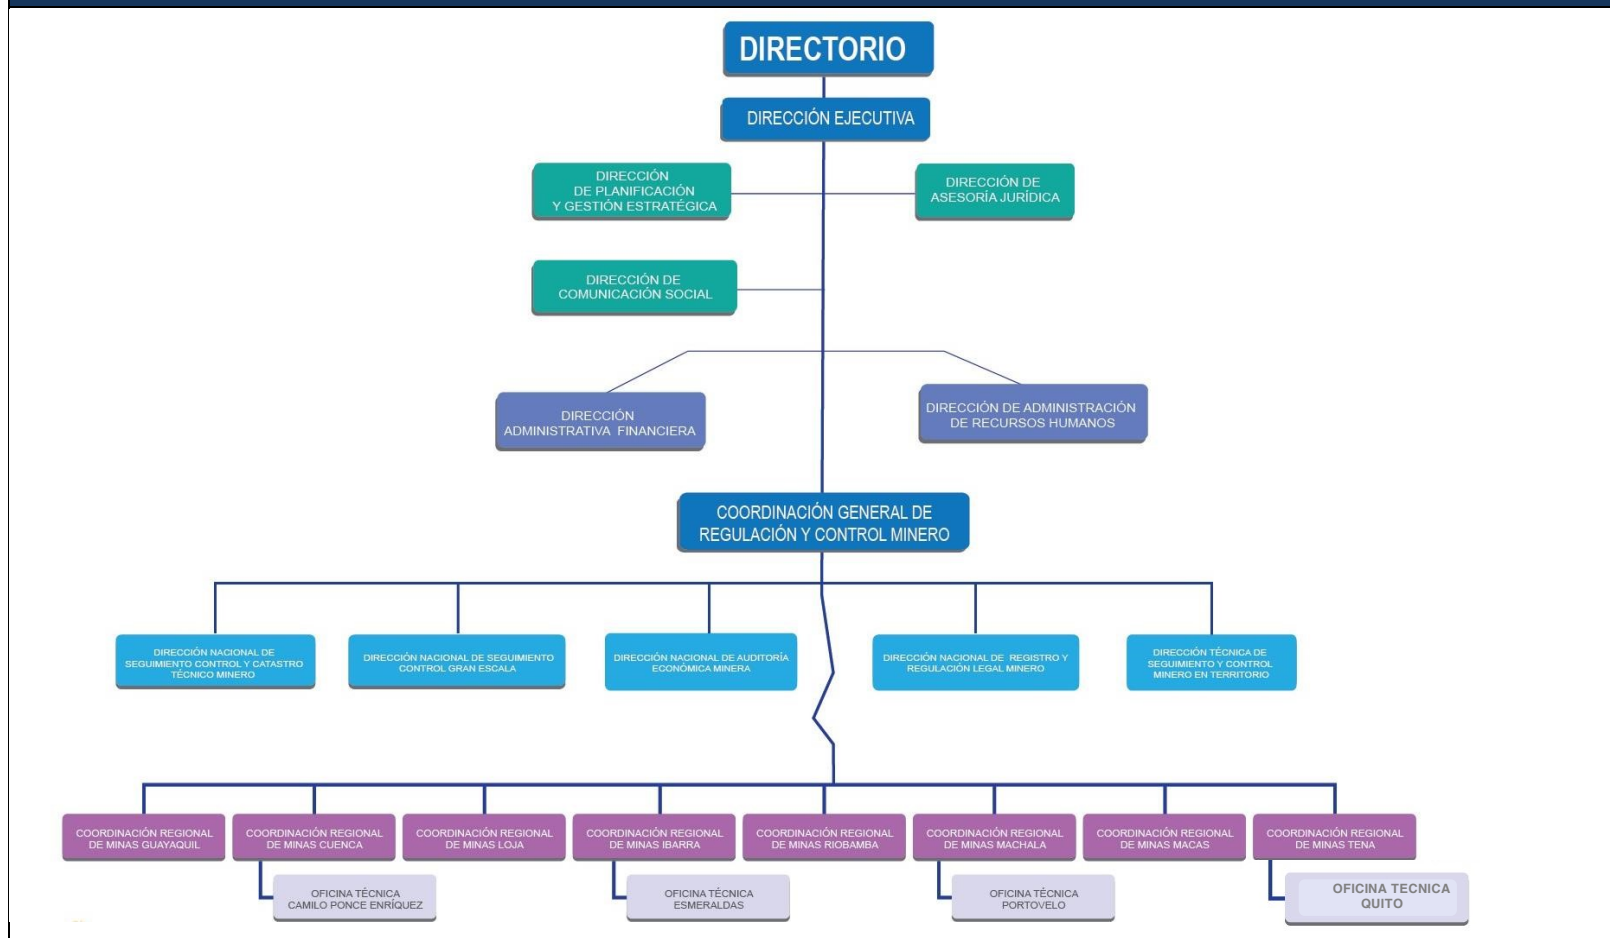 DIRECTORIO
DIRECCIÓN EJECUTIVA
DIRECCIÓN
DE PLANIFICACIÓN
Y GESTIÓN ESTRATÉGICA
DIRECCIÓN DE
ASESORÍA JURÍDICA
DIRECCIÓN DE
COMUNICACIÓN SOCIAL
DIRECCIÓN
ADMINISTRATIVA FINANCIERA
DIRECCIÓN DE ADMINISTRACIÓN
DE RECURSOS HUMANOS
COORDINACIÓN GENERAL DE
REGULACIÓN Y CONTROL MINERO
DIRECCIÓN NACIONAL DE
SEGUIMIENTO CONTROL Y CATASTRO
TÉCNICO MINERO
DIRECCIÓN NACIONAL DE SEGUIMIENTO
CONTROL GRAN ESCALA
DIRECCIÓN NACIONAL DE AUDITORÍA
ECONÓMICA MINERA
DIRECCIÓN NACIONAL DE REGISTRO Y
REGULACIÓN LEGAL MINERO
DIRECCIÓN TÉCNICA DE
SEGUIMIENTO Y CONTROL
MINERO EN TERRITORIO
COORDINACIÓN REGIONAL
DE MINAS GUAYAQUIL
COORDINACIÓN REGIONAL
DE MINAS CUENCA
COORDINACIÓN REGIONAL
DE MINAS LOJA
COORDINACIÓN REGIONAL
DE MINAS IBARRA
COORDINACIÓN REGIONAL
DE MINAS RIOBAMBA
COORDINACIÓN REGIONAL
DE MINAS MACHALA
COORDINACIÓN REGIONAL
DE MINAS MACAS
COORDINACIÓN REGIONAL
DE MINAS TENA
OFICINA TÉCNICA
CAMILO PONCE ENRÍQUEZ
OFICINA TÉCNICA
ESMERALDAS
OFICINA TÉCNICA
PORTOVELO
OFICINA TECNICA
QUITO